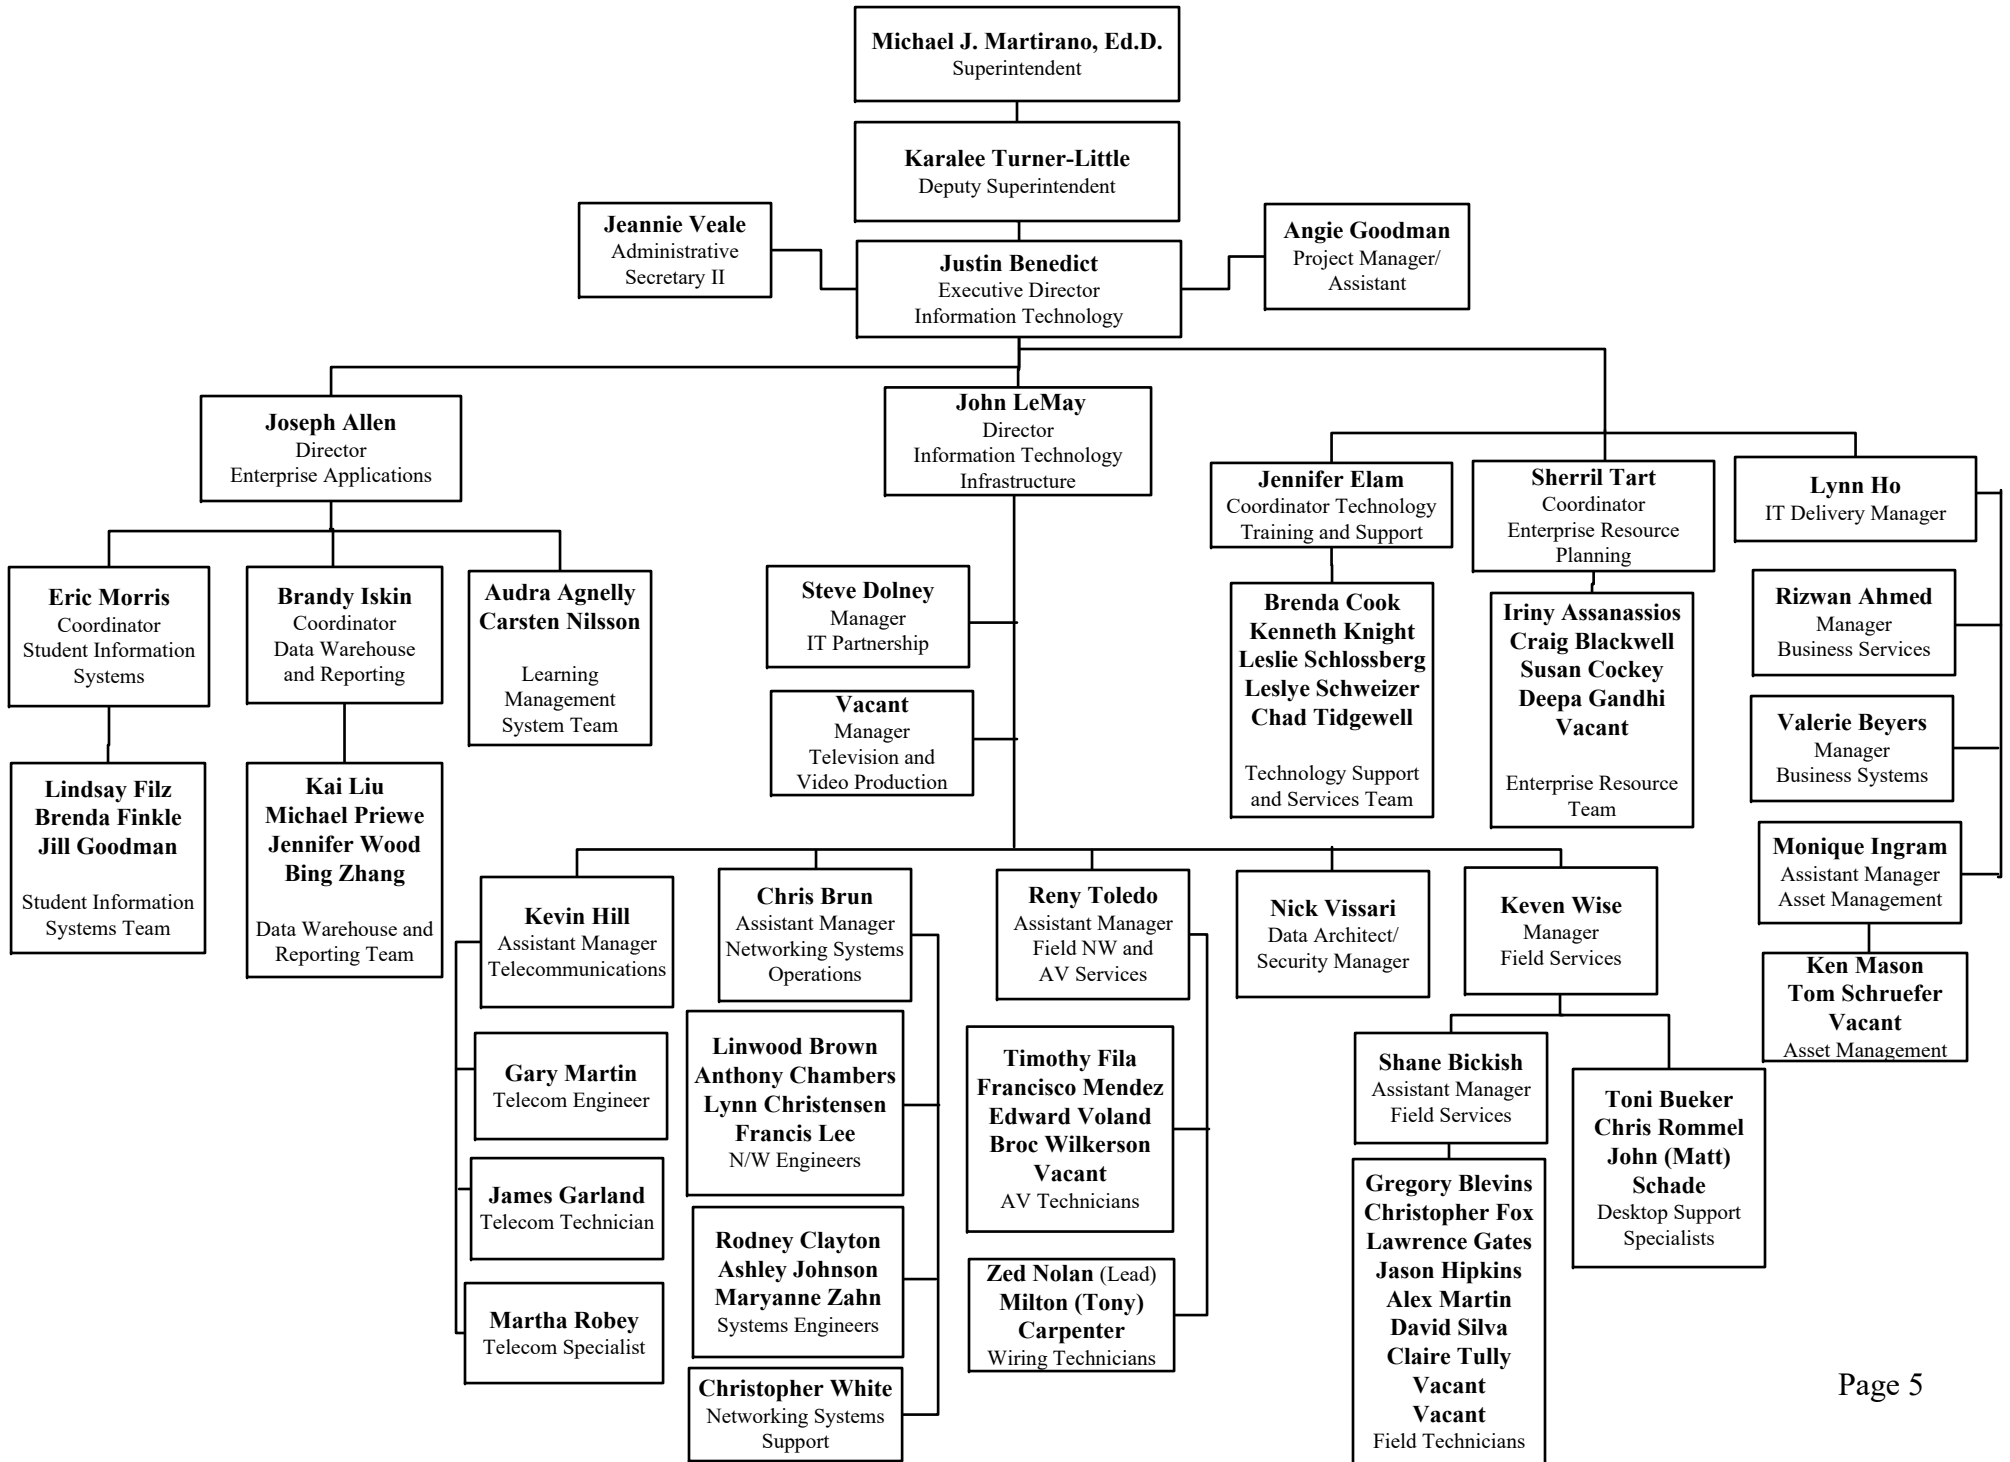 Michael J. Martirano, Ed.D.
Superintendent
Karalee Turner-Little
Deputy Superintendent
Jeannie Veale
Administrative
Secretary II
Justin Benedict
Executive Director
Information Technology
Angie Goodman
Project Manager/
Assistant
Joseph Allen
Director
Enterprise Applications
John LeMay
Director
Information Technology
Infrastructure
Jennifer Elam
Coordinator Technology
Training and Support
Sherril Tart
Coordinator
Enterprise Resource
Planning
Lynn Ho
IT Delivery Manager
Eric Morris
Coordinator
Student Information
Systems
Brandy Iskin
Coordinator
Data Warehouse
and Reporting
Audra Agnelly
Carsten Nilsson
Learning
Management
System Team
Steve Dolney
Manager
IT Partnership
Vacant
Manager
Television and
Video Production
Brenda Cook
Kenneth Knight
Leslie Schlossberg
Leslye Schweizer
Chad Tidgewell
Technology Support
and Services Team
Iriny Assanassios
Craig Blackwell
Susan Cockey
Deepa Gandhi
Vacant
Enterprise Resource
Team
Rizwan Ahmed
Manager
Business Services
Valerie Beyers
Manager
Business Systems
Monique Ingram
Assistant Manager
Asset Management
Ken Mason
Tom Schruefer
Vacant
Asset Management
Lindsay Filz
Brenda Finkle
Jill Goodman
Student Information
Systems Team
Kai Liu
Michael Priewe
Jennifer Wood
Bing Zhang
Data Warehouse and
Reporting Team
Kevin Hill
Assistant Manager
Telecommunications
Gary Martin
Telecom Engineer
James Garland
Telecom Technician
Martha Robey
Telecom Specialist
Chris Brun
Assistant Manager
Networking Systems
Operations
Linwood Brown
Anthony Chambers
Lynn Christensen
Francis Lee
N/W Engineers
Rodney Clayton
Ashley Johnson
Maryanne Zahn
Systems Engineers
Christopher White
Networking Systems
Support
Reny Toledo
Assistant Manager
Field NW and
AV Services
Timothy Fila
Francisco Mendez
Edward Voland
Broc Wilkerson
Vacant
AV Technicians
Zed Nolan (Lead)
Milton (Tony)
Carpenter
Wiring Technicians
Nick Vissari
Data Architect/
Security Manager
Keven Wise
Manager
Field Services
Shane Bickish
Assistant Manager
Field Services
Gregory Blevins
Christopher Fox
Lawrence Gates
Jason Hipkins
Alex Martin
David Silva
Claire Tully
Vacant
Vacant
Field Technicians
Toni Bueker
Chris Rommel
John (Matt)
Schade
Desktop Support
Specialists
Page 5